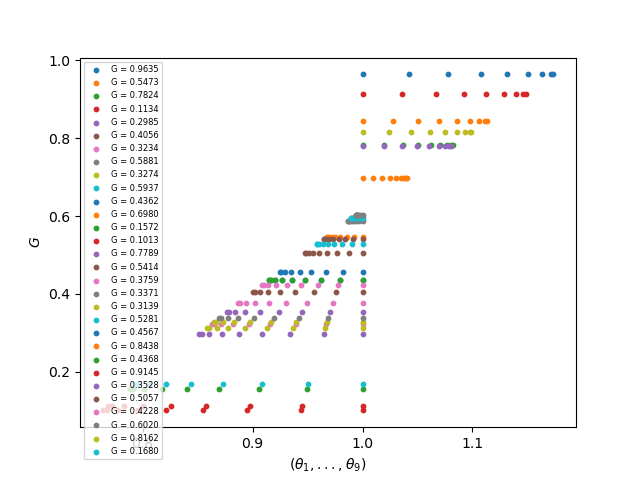 1.0
0.8
0.6
0.4
0.2
G
G = 0.9635
G = 0.5473
G = 0.7824
G = 0.1134
G = 0.2985
G = 0.4056
G = 0.3234
G = 0.5881
G = 0.3274
G = 0.5937
G = 0.4362
G = 0.6980
G = 0.1572
G = 0.1013
G = 0.7789
G = 0.5414
G = 0.3759
G = 0.3371
G = 0.3139
G = 0.5281
G = 0.4567
G = 0.8438
G = 0.4368
G = 0.9145
G = 0.3528
G = 0.5057
G = 0.4228
G = 0.6020
G = 0.8162
G = 0.1680
0.9 1.0 1.1
(θ₁, . . . , θ₉)